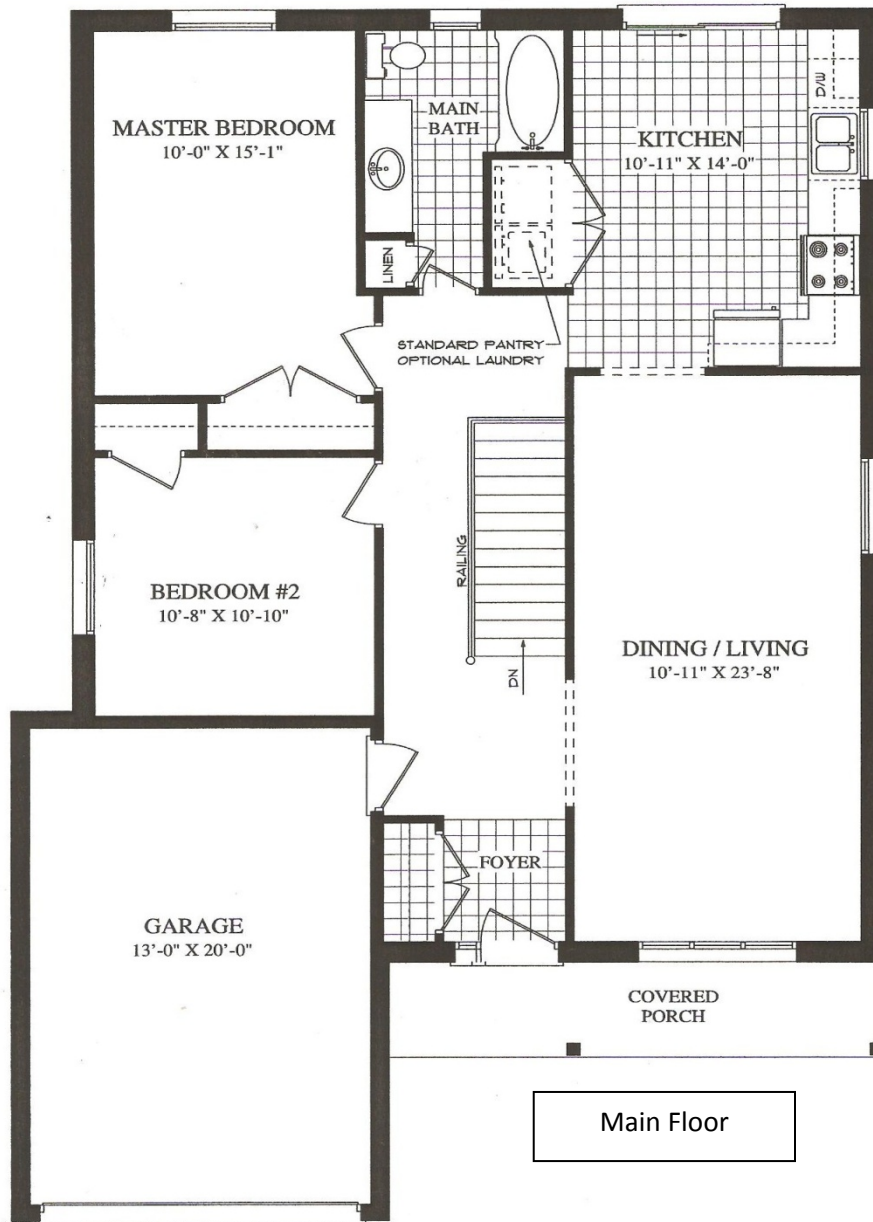 MASTER BEDROOM
10'-0" X 15'-1"
MAIN
BATH
KITCHEN
10'-11" X 14'-0"
D/W
LINEN
STANDARD PANTRY
OPTIONAL LAUNDRY
BEDROOM #2
10'-8" X 10'-10"
RAILING
DN
DINING / LIVING
10'-11" X 23'-8"
FOYER
GARAGE
13'-0" X 20'-0"
COVERED
PORCH
Main Floor